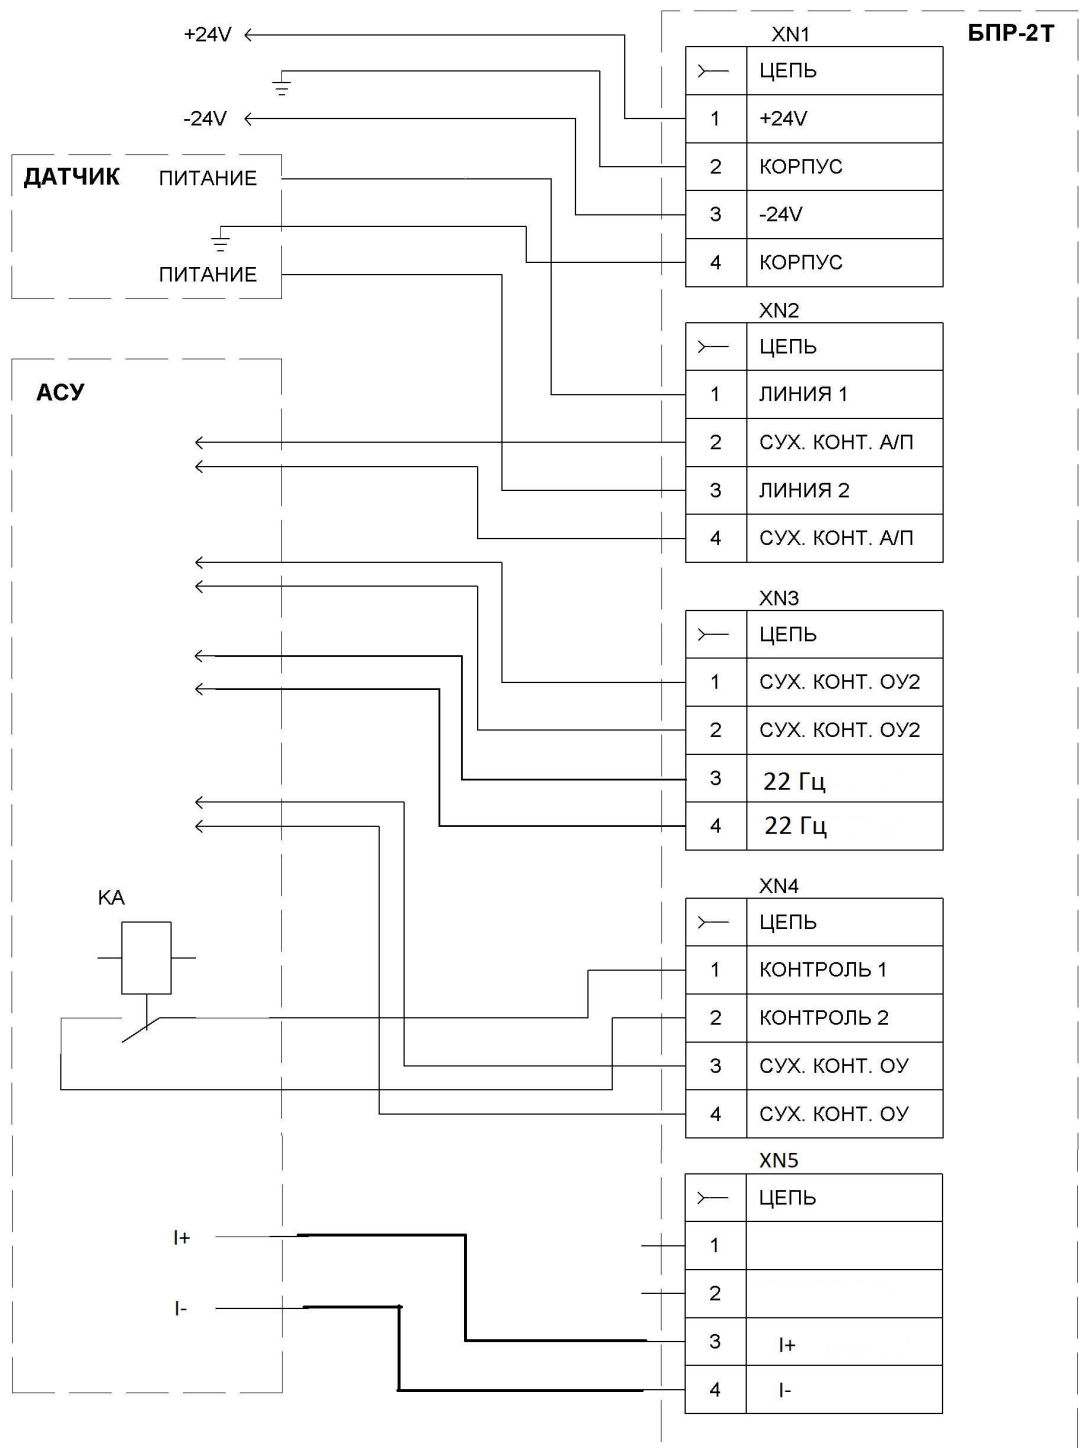 +24V
-24V
ДАТЧИК
ПИТАНИЕ
ПИТАНИЕ
АСУ
КА
I+
I-
БПР-2Т
XN1
ЦЕПЬ
1 +24V
2 КОРПУС
3 -24V
4 КОРПУС
XN2
ЦЕПЬ
1 ЛИНИЯ 1
2 СУХ. КОНТ. А/П
3 ЛИНИЯ 2
4 СУХ. КОНТ. А/П
XN3
ЦЕПЬ
1 СУХ. КОНТ. ОУ2
2 СУХ. КОНТ. ОУ2
3 22 Гц
4 22 Гц
XN4
ЦЕПЬ
1 КОНТРОЛЬ 1
2 КОНТРОЛЬ 2
3 СУХ. КОНТ. ОУ
4 СУХ. КОНТ. ОУ
XN5
ЦЕПЬ
1
2
3 I+
4 I-